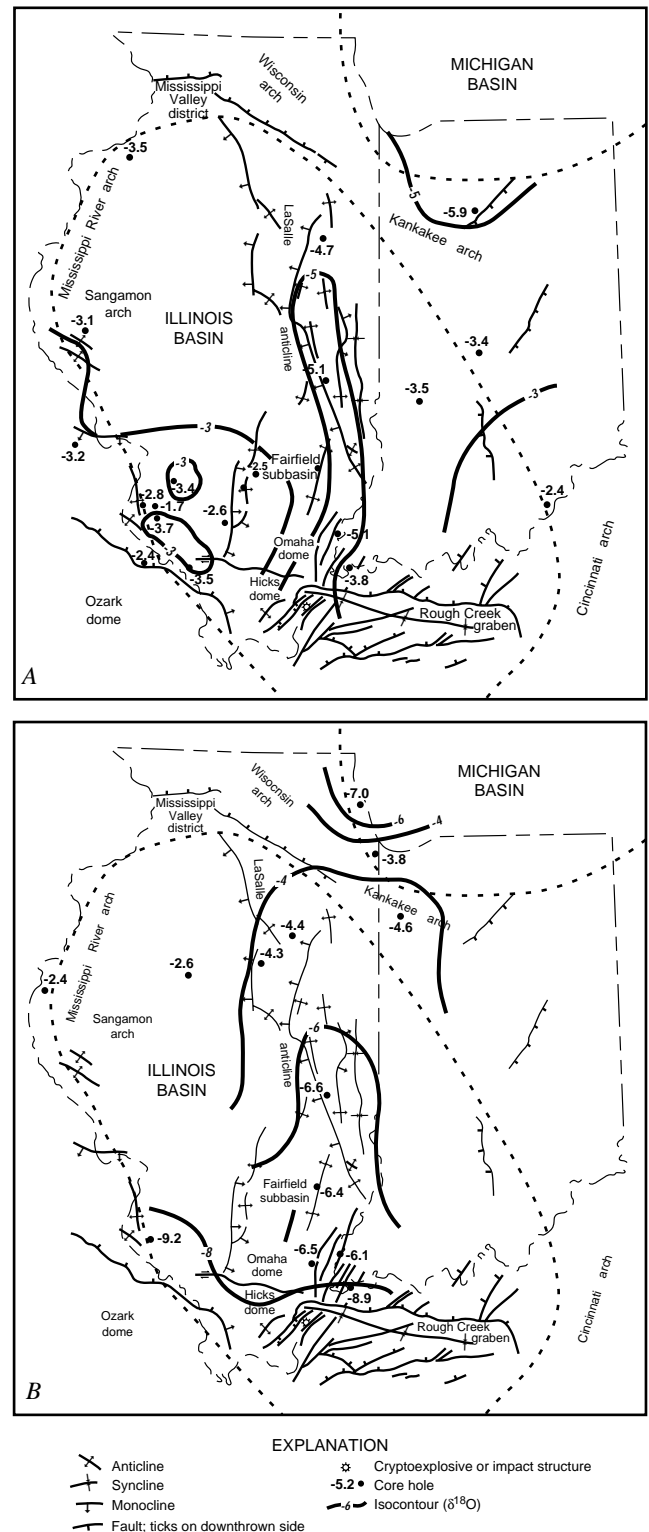 MICHIGAN
BASIN
Wisconsin
arch
Mississippi
Valley
district
-3.5
-5
-5.9
Kankakee arch
Mississippi River arch
LaSalle
-4.7
-5
Sangamon
arch
-3.1
ILLINOIS
BASIN
anticline
-3.4
-5.1
-3.5
-3
-3
-3.2
-3
Fairfield
subbasin
-2.5
-3.4
-2.8
-1.7
-2.6
-2.4
-3.7
-5.1
Omaha
dome
-3
-2.4
-3.5
-3.8
Hicks
dome
Ozark
dome
Rough Creek
graben
Cincinnati arch
A
MICHIGAN
BASIN
Wisocnsin
arch
-7.0
Mississippi
Valley
district
-6
-4
-3.8
LaSalle
-4
Kankakee arch
-4.6
Mississippi River arch
-4.4
-4.3
-2.4
-2.6
Sangamon
arch
-6
anticline
ILLINOIS
BASIN
-6.6
Fairfield
subbasin
-6.4
-9.2
-8
Omaha
dome
-6.5
-6.1
Hicks
dome
-8.9
Ozark
dome
Rough Creek
graben
Cincinnati arch
B
EXPLANATION
Anticline
Syncline
Monocline
Fault; ticks on downthrown side
Cryptoexplosive or impact structure
-5.2 Core hole
-6 Isocontour (δ18O)